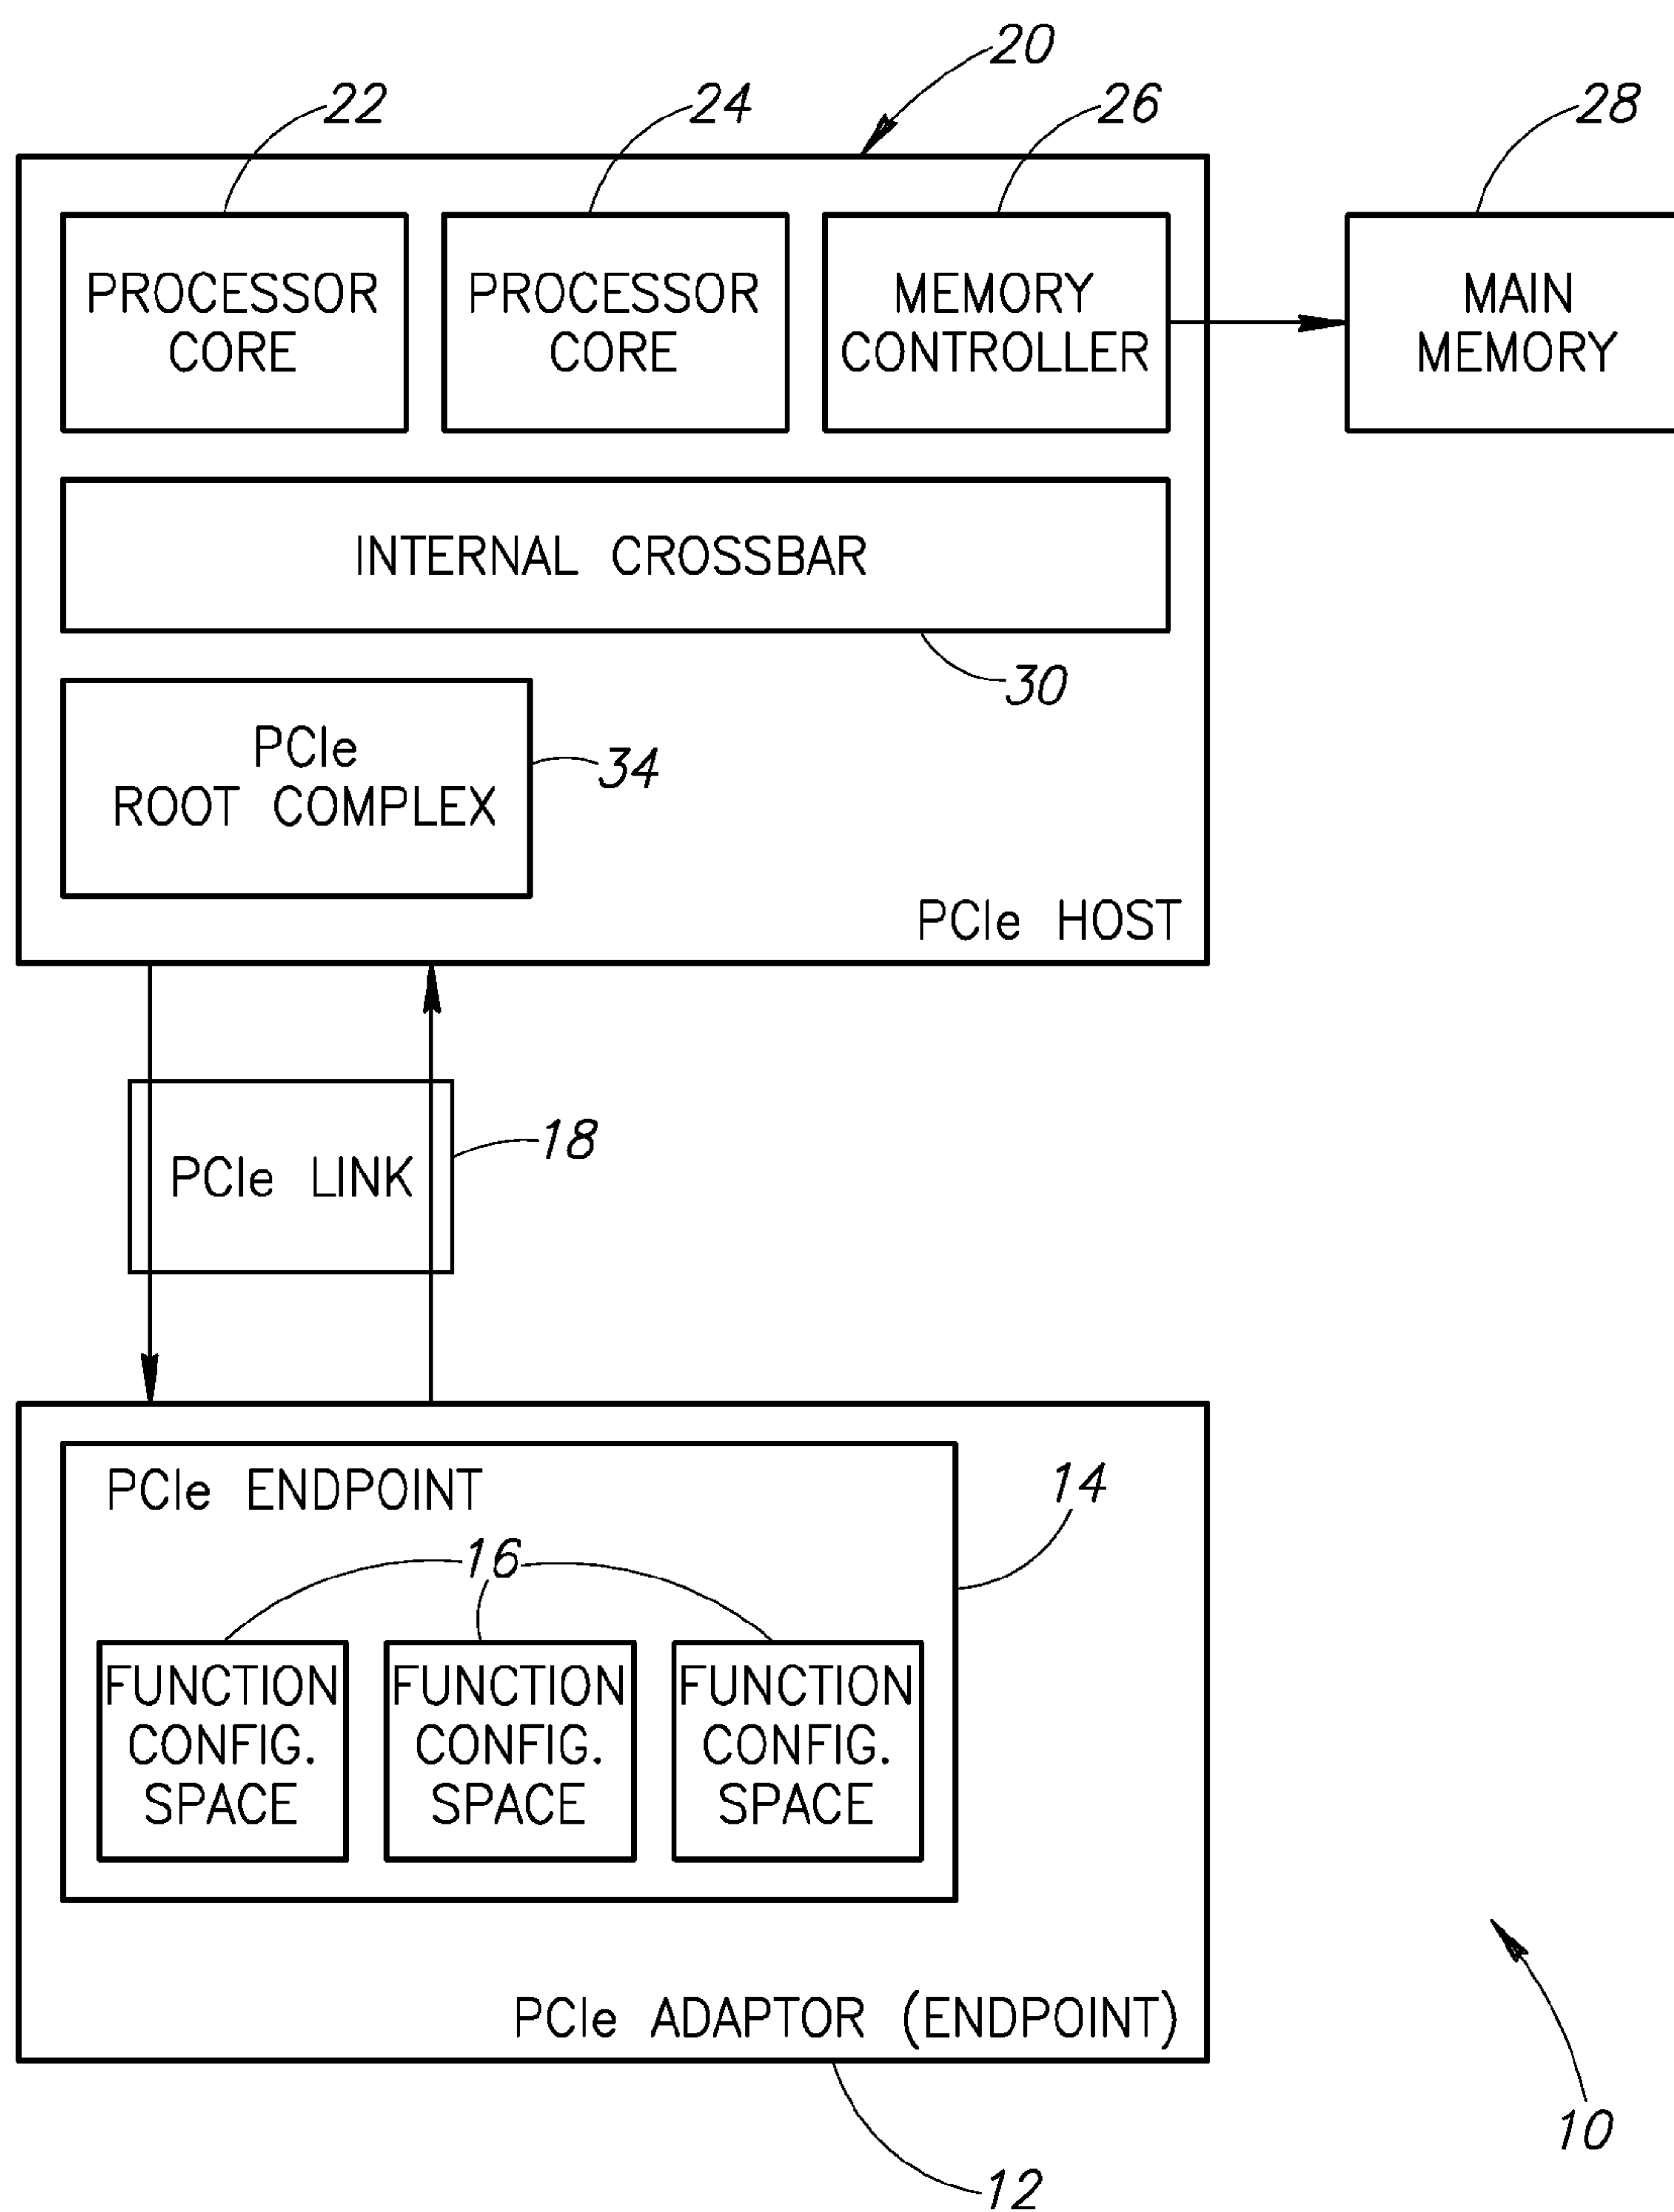 20
22
24
26
28
PROCESSOR
CORE
PROCESSOR
CORE
MEMORY
CONTROLLER
MAIN
MEMORY
INTERNAL CROSSBAR
30
PCIe
ROOT COMPLEX
34
PCIe HOST
18
PCIe LINK
PCIe ENDPOINT
14
16
FUNCTION
CONFIG.
SPACE
FUNCTION
CONFIG.
SPACE
FUNCTION
CONFIG.
SPACE
PCIe ADAPTOR (ENDPOINT)
10
12